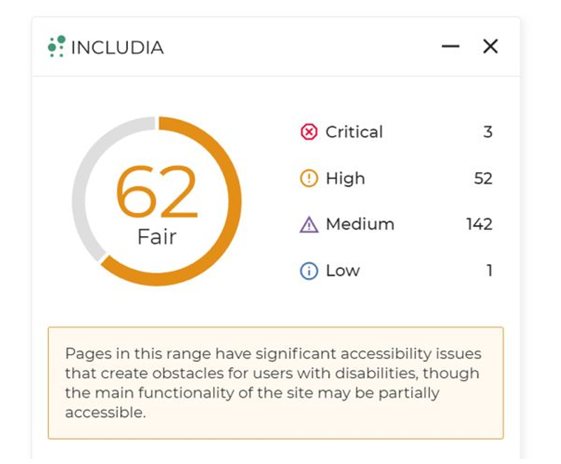 INCLUDIA
62
Fair
Critical 3
High 52
Medium 142
Low 1
Pages in this range have significant accessibility issues
that create obstacles for users with disabilities, though
the main functionality of the site may be partially
accessible.